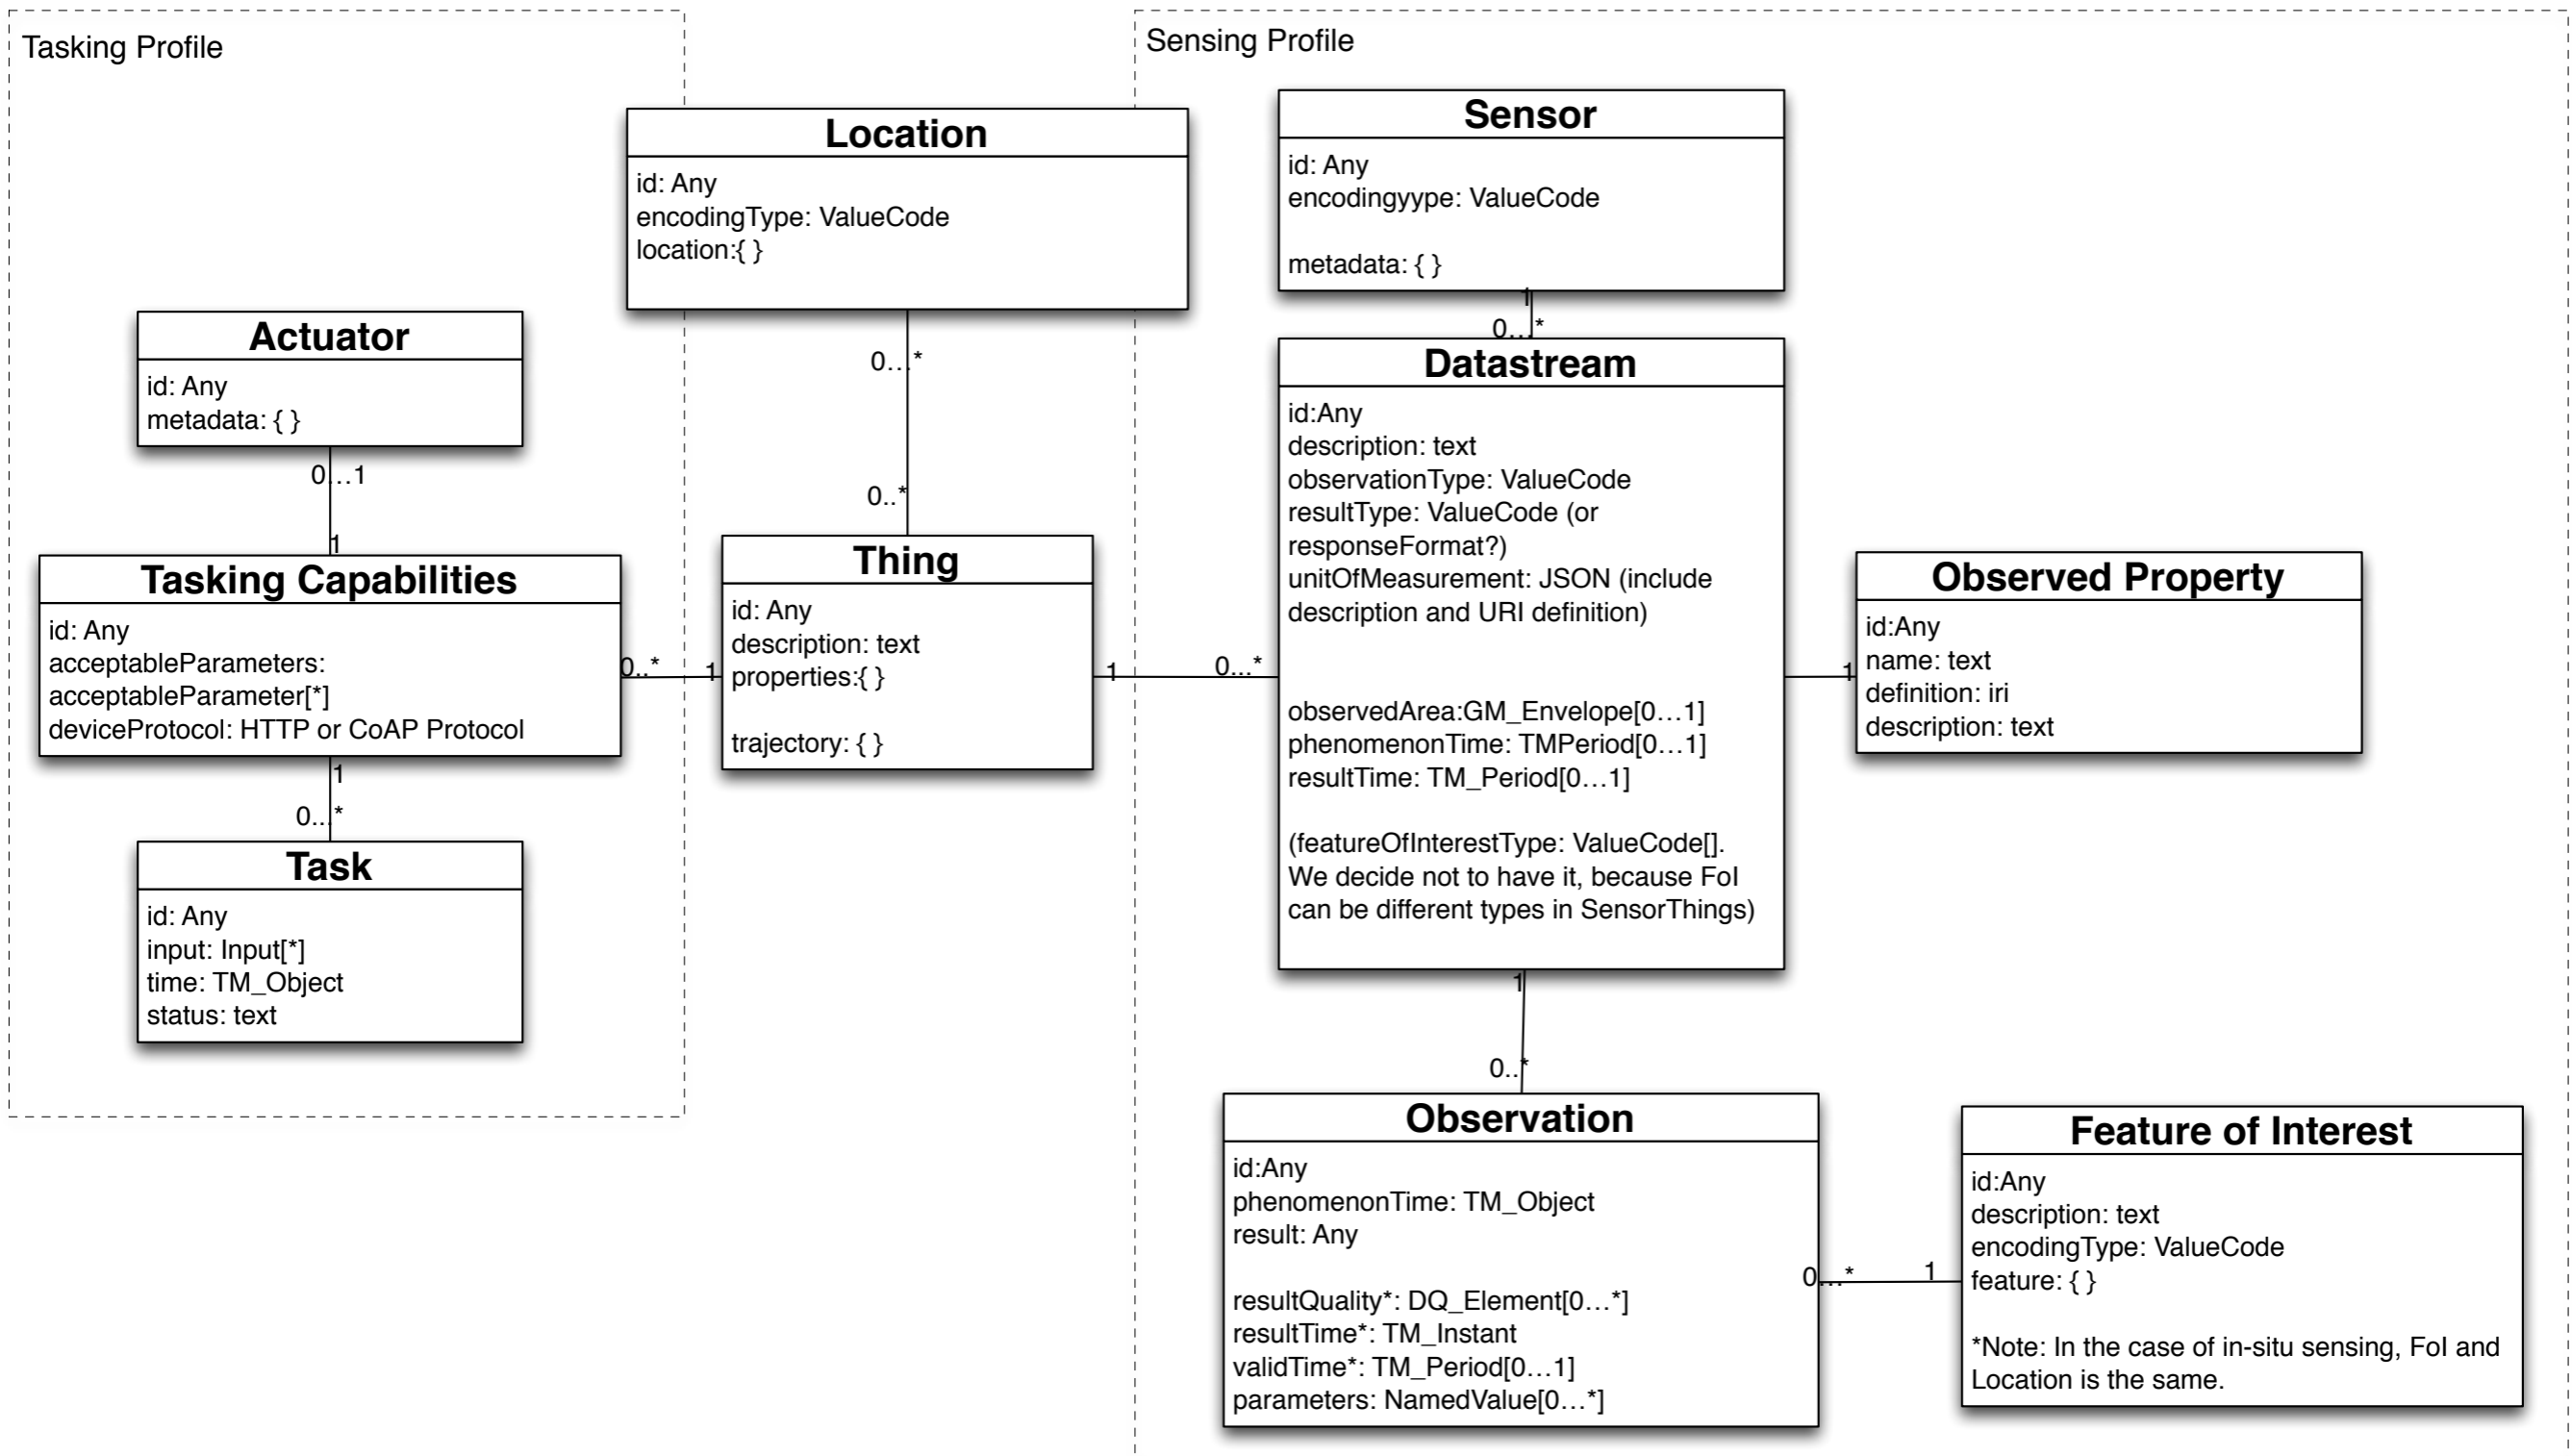 Tasking Profile
Sensing Profile
Location
id: Any
encodingType: ValueCode
location:{ }
0...*
0..*
Sensor
id: Any
encodingyype: ValueCode
metadata: { }
1
0...*
Actuator
id: Any
metadata: { }
0...1
1
Tasking Capabilities
id: Any
acceptableParameters:
acceptableParameter[*]
deviceProtocol: HTTP or CoAP Protocol
0..*
1
1
0...*
Task
id: Any
input: Input[*]
time: TM_Object
status: text
Thing
id: Any
description: text
properties:{ }
trajectory: { }
1
0...*
Datastream
id:Any
description: text
observationType: ValueCode
resultType: ValueCode (or
responseFormat?)
unitOfMeasurement: JSON (include
description and URI definition)
observedArea:GM_Envelope[0...1]
phenomenonTime: TMPeriod[0...1]
resultTime: TM_Period[0...1]
(featureOfInterestType: ValueCode[].
We decide not to have it, because FoI
can be different types in SensorThings)
1
Observed Property
id:Any
name: text
definition: iri
description: text
1
0..*
Observation
id:Any
phenomenonTime: TM_Object
result: Any
resultQuality*: DQ_Element[0...*]
resultTime*: TM_Instant
validTime*: TM_Period[0...1]
parameters: NamedValue[0...*]
0...*
1
Feature of Interest
id:Any
description: text
encodingType: ValueCode
feature: { }
*Note: In the case of in-situ sensing, FoI and
Location is the same.